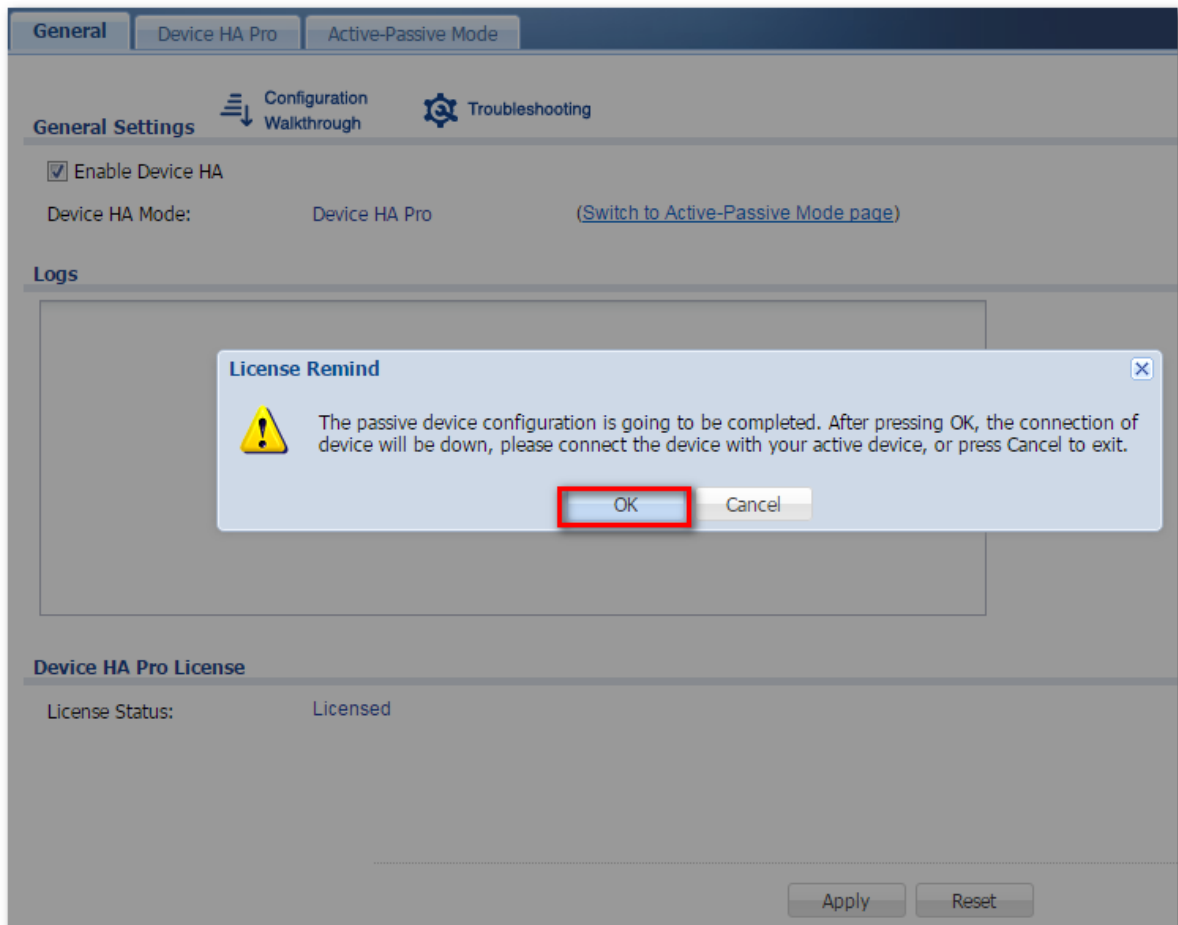 General
Device HA Pro
Active-Passive Mode
General Settings
Configuration
Walkthrough
Troubleshooting
Enable Device HA
Device HA Mode:
Device HA Pro
(Switch to Active-Passive Mode page)
Logs
License Remind
The passive device configuration is going to be completed. After pressing OK, the connection of
device will be down, please connect the device with your active device, or press Cancel to exit.
OK
Cancel
Device HA Pro License
License Status:
Licensed
Apply
Reset